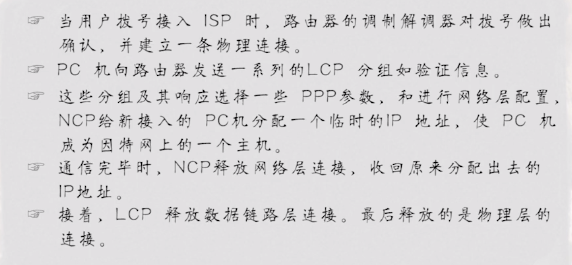 ☞ 当用户拨号接入 ISP 时，路由器的调制解调器对拨号做出
确认，并建立一条物理连接。
☞ PC 机向路由器发送一系列的LCP 分组如验证信息。
☞ 这些分组及其响应选择一些 PPP参数，和进行网络层配置，
NCP给新接入的 PC机分配一个临时的IP 地址，使 PC 机
成为因特网上的一个主机。
☞ 通信完毕时，NCP释放网络层连接，收回原来分配出去的
IP地址。
☞ 接着，LCP 释放数据链路层连接。最后释放的是物理层的
连接。